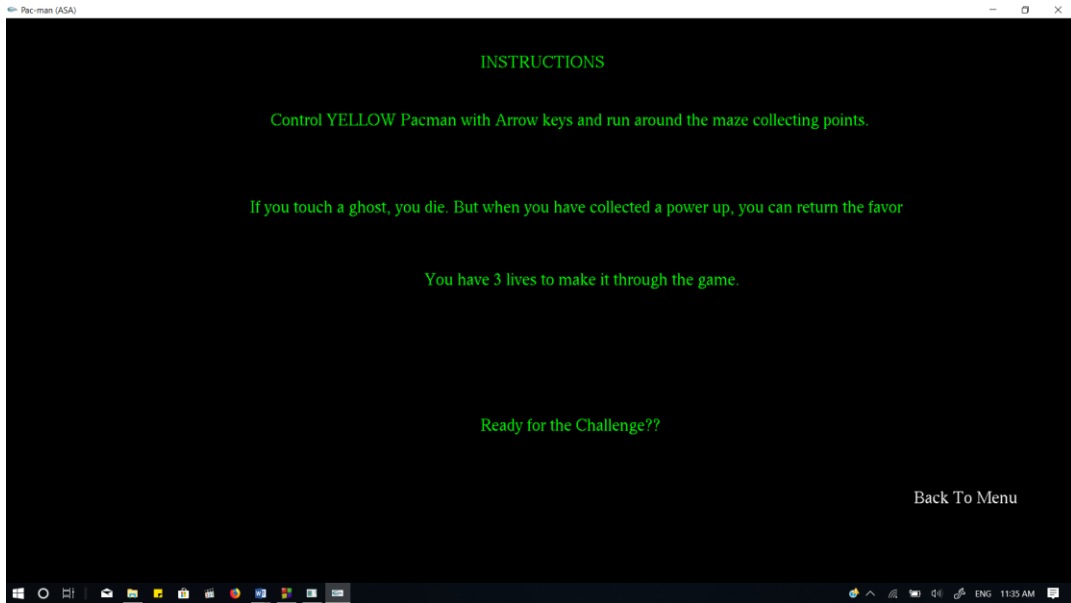 Pac-man (ASA)
INSTRUCTIONS
Control YELLOW Pacman with Arrow keys and run around the maze collecting points.
If you touch a ghost, you die. But when you have collected a power up, you can return the favor
You have 3 lives to make it through the game.
Ready for the Challenge??
Back To Menu
ENG 11:35 AM